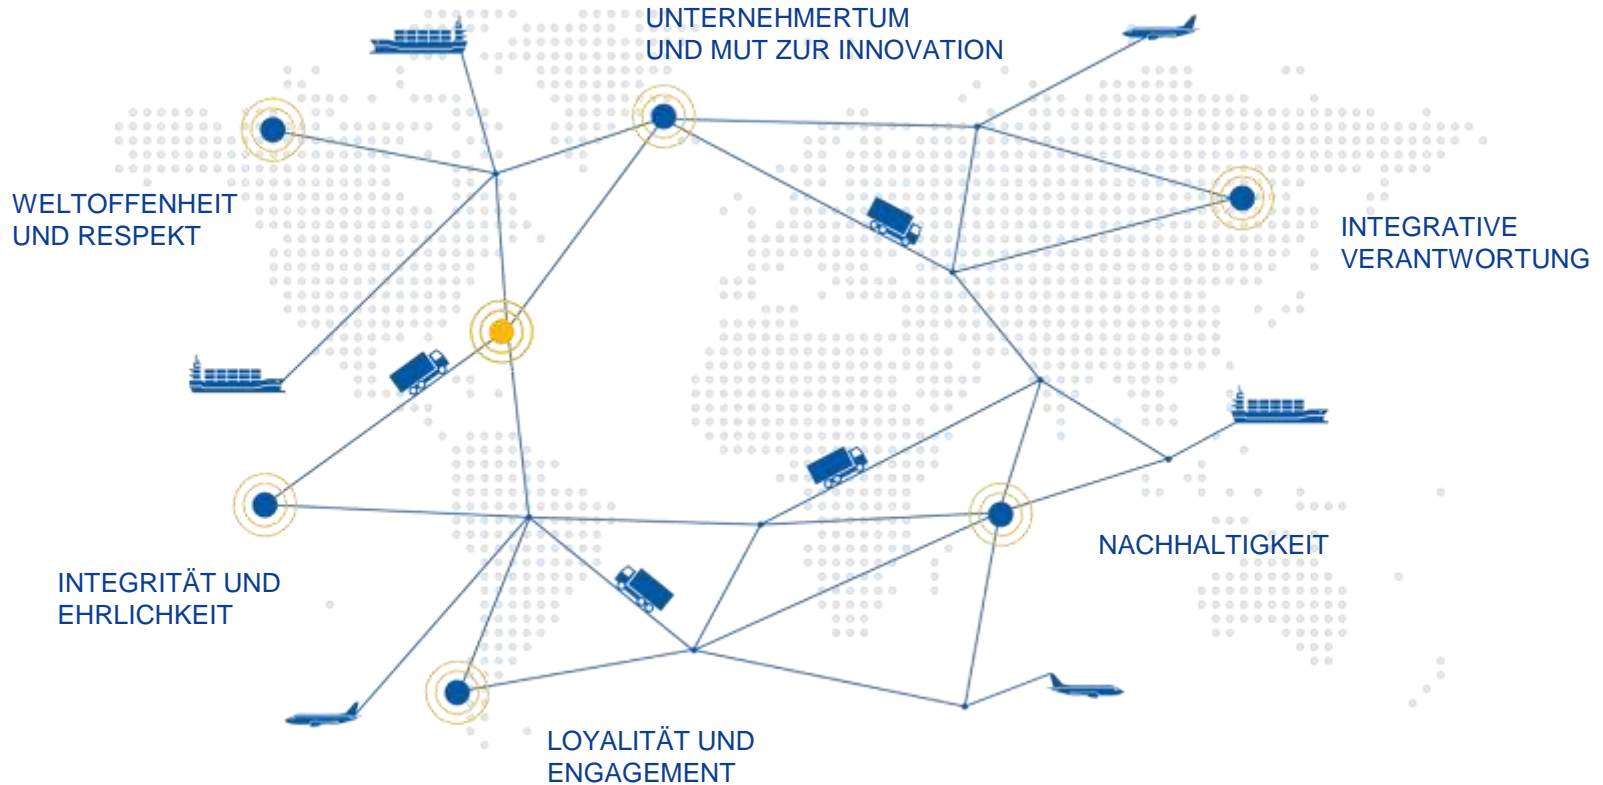 UNTERNEHMERTUM
UND MUT ZUR INNOVATION
WELTOFFENHEIT
UND RESPEKT
INTEGRATIVE
VERANTWORTUNG
NACHHALTIGKEIT
INTEGRITÄT UND
EHRLICHKEIT
LOYALITÄT UND
ENGAGEMENT